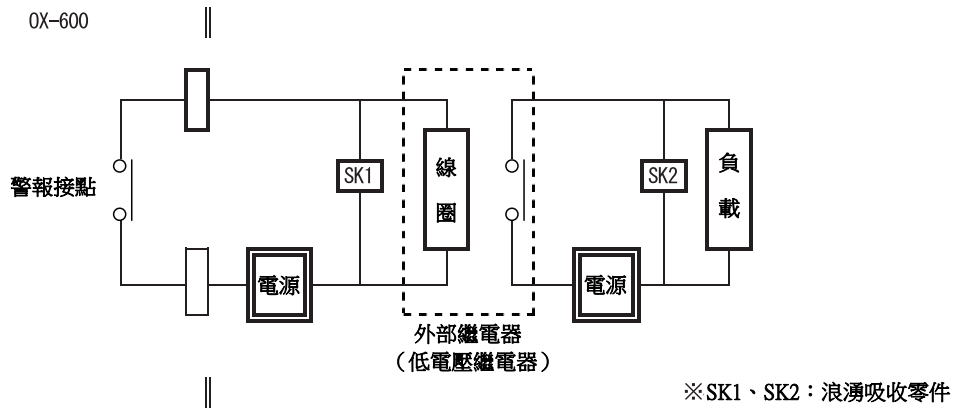 OX-600
警報接點
SK1
線圈
SK2
負載
電源
電源
外部繼電器
（低電壓繼電器）
※SK1、SK2：浪湧吸收零件